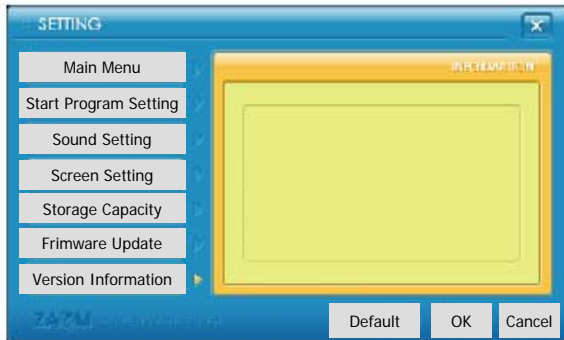 SETTING
Main Menu
INFORMATION
Start Program Setting
Sound Setting
Screen Setting
Storage Capacity
Frimware Update
Version Information
Default
OK
Cancel